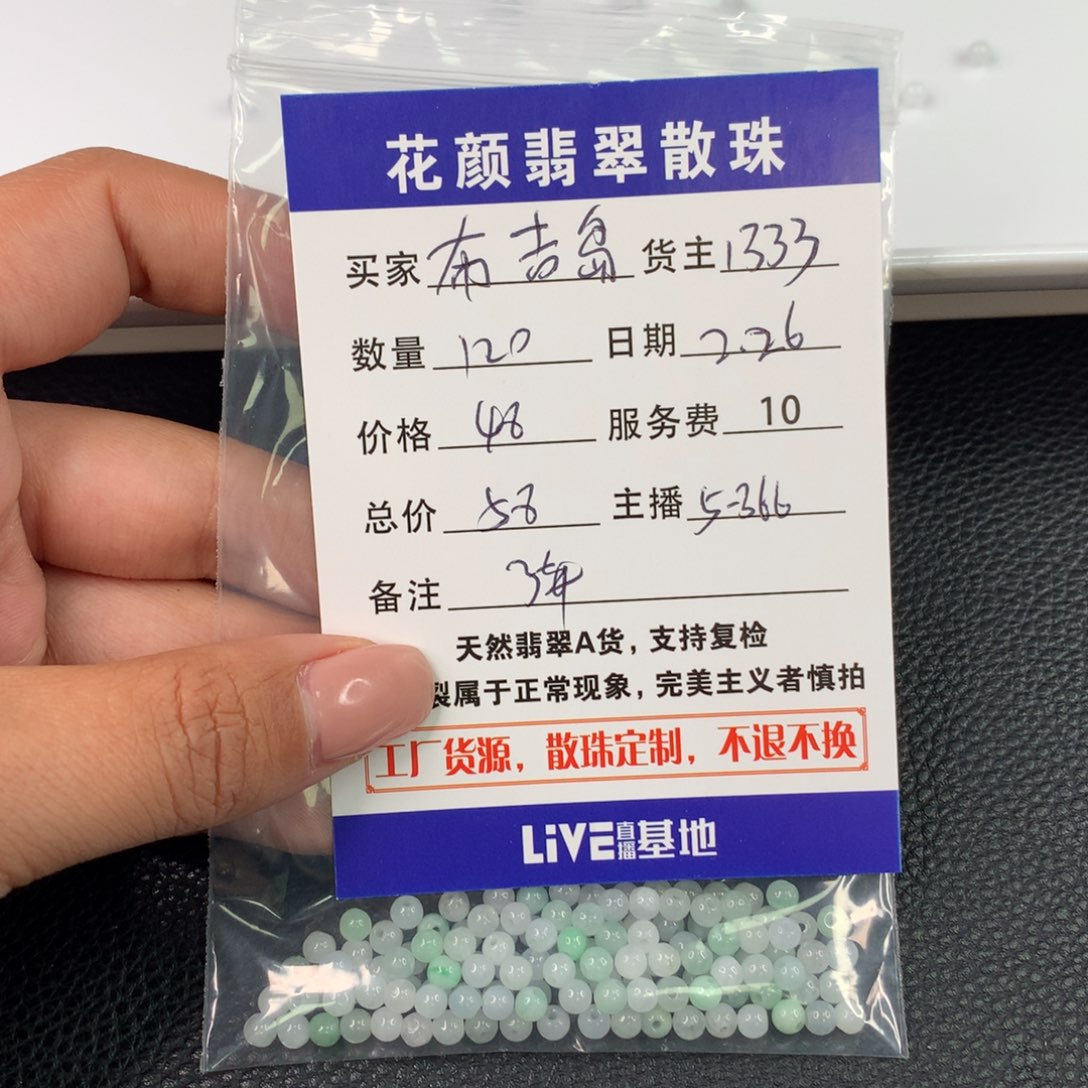 花颜翡翠散珠
买家 布吉岛 货主 1333
数量 120 日期 2.26
价格 48 服务费 10
总价 58 主播 5-366
备注
天然翡翠A货，支持复检
裂属于正常现象，完美主义者慎拍
工厂货源，散珠定制，不退不换
LiVE直播基地